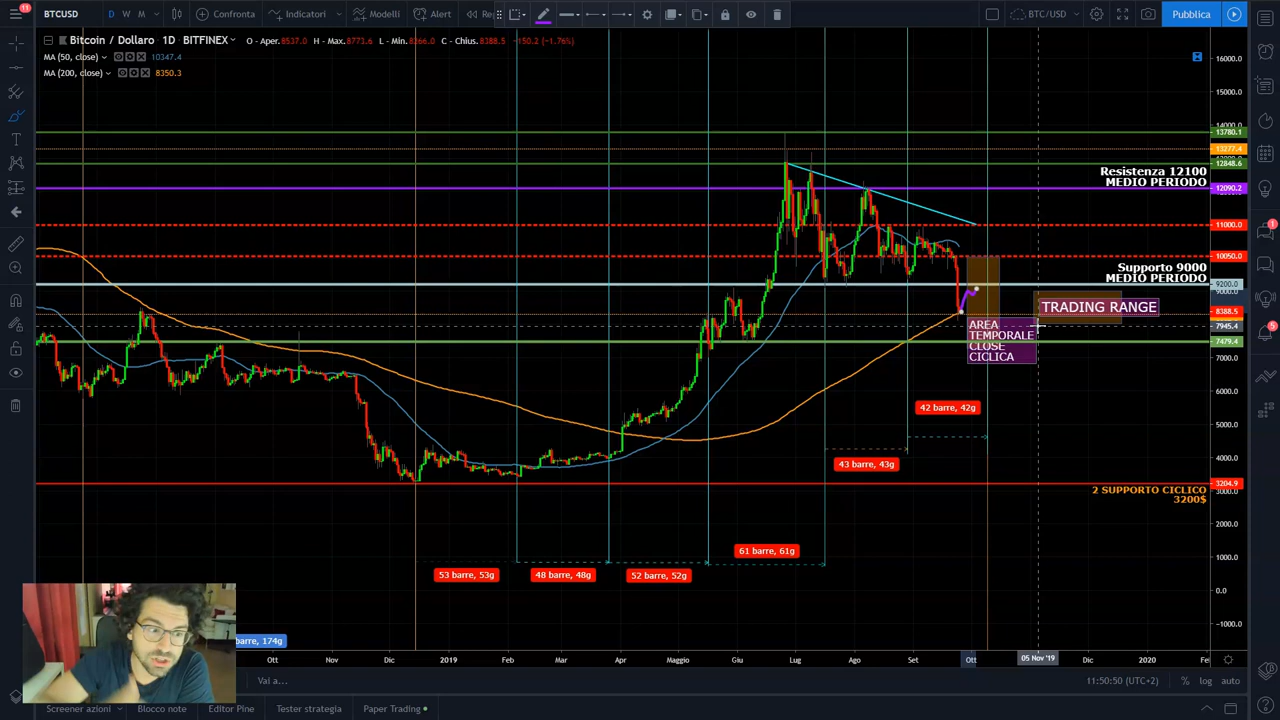 11
BTCUSD
D W M
Confronta
Indicatori
Modelli
Alert
BTC/USD
Pubblica
Bitcoin / Dollaro 1D BITFINEX
O - Aper.8537.0 H - Max.8773.6 L - Min.8266.0 C - Chius.8388.5 -150.2 (-1.76%)
MA (50, close) 10347.4
MA (200, close) 8350.3
16000.0
15000.0
14000.0
13780.1
13277.4
12848.6
Resistenza 12100
MEDIO PERIODO
12090.2
11000.0
10050.0
Supporto 9000
MEDIO PERIODO
9200.0
9000.0
TRADING RANGE
8388.5
7945.4
AREA
TEMPORALE
CLOSE
CICLICA
7479.4
7000.0
6000.0
5000.0
4000.0
42 barre, 42g
43 barre, 43g
3204.9
3000.0
2 SUPPORTO CICLICO
3200$
2000.0
1000.0
61 barre, 61g
53 barre, 53g
48 barre, 48g
52 barre, 52g
0.0
-1000.0
barre, 174g
Ott
Nov
Dic
2019
Feb
Mar
Apr
Maggio
Giu
Lug
Ago
Set
Ott
05 Nov '19
Dic
2020
Vai a...
11:50:50 (UTC+2)
%
log
auto
Screener azioni
Blocco note
Editor Pine
Tester strategia
Paper Trading
1
5